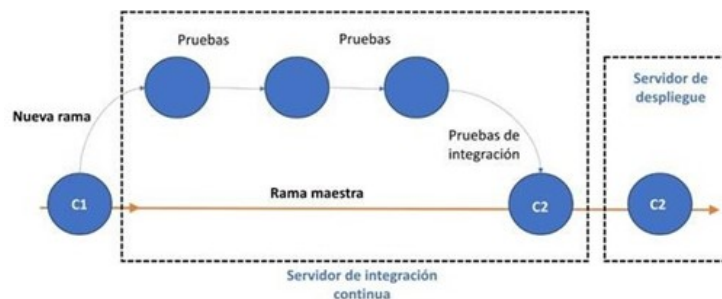 Pruebas
Pruebas
Servidor de
despliegue
Nueva rama
Pruebas de
integración
C1
Rama maestra
C2
C2
Servidor de integración
continua